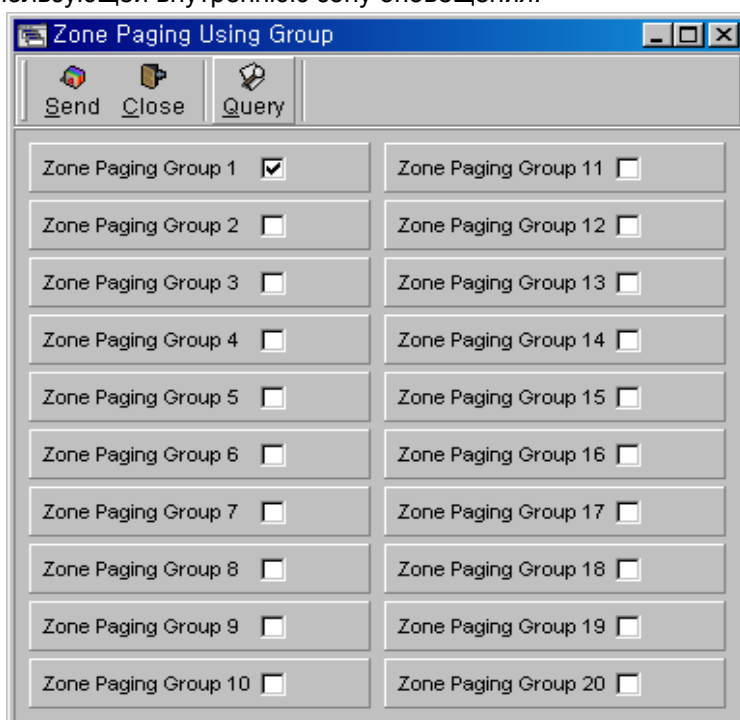 внутреннюю зону оповещения.
Zone Paging Using Group
Send Close Query
Zone Paging Group 1
Zone Paging Group 2
Zone Paging Group 3
Zone Paging Group 4
Zone Paging Group 5
Zone Paging Group 6
Zone Paging Group 7
Zone Paging Group 8
Zone Paging Group 9
Zone Paging Group 10
Zone Paging Group 11
Zone Paging Group 12
Zone Paging Group 13
Zone Paging Group 14
Zone Paging Group 15
Zone Paging Group 16
Zone Paging Group 17
Zone Paging Group 18
Zone Paging Group 19
Zone Paging Group 20